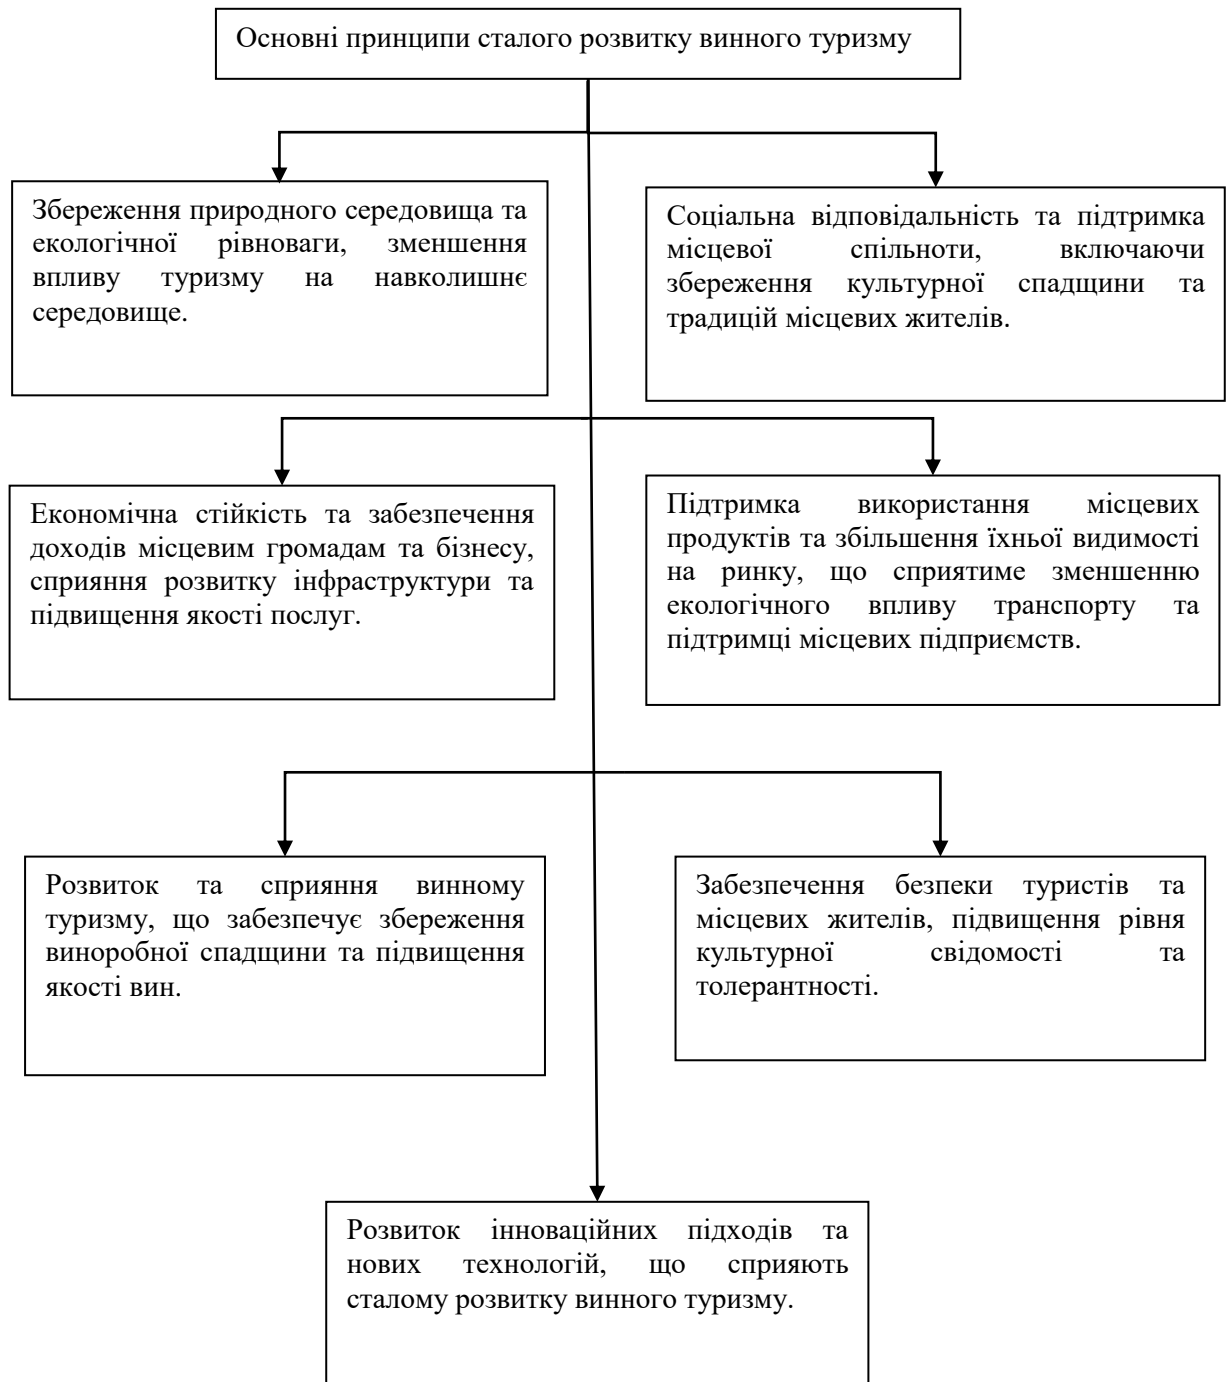 Основні принципи сталого розвитку винного туризму
Збереження природного середовища та
екологічної рівноваги, зменшення
впливу туризму на навколишнє
середовище.
Соціальна відповідальність та підтримка
місцевої спільноти, включаючи
збереження культурної спадщини та
традицій місцевих жителів.
Економічна стійкість та забезпечення
доходів місцевим громадам та бізнесу,
сприяння розвитку інфраструктури та
підвищення якості послуг.
Підтримка використання місцевих
продуктів та збільшення їхньої видимості
на ринку, що сприятиме зменшенню
екологічного впливу транспорту та
підтримці місцевих підприємств.
Розвиток та сприяння винному
туризму, що забезпечує збереження
виноробної спадщини та підвищення
якості вин.
Забезпечення безпеки туристів та
місцевих жителів, підвищення рівня
культурної свідомості та
толерантності.
Розвиток інноваційних підходів та
нових технологій, що сприяють
сталому розвитку винного туризму.